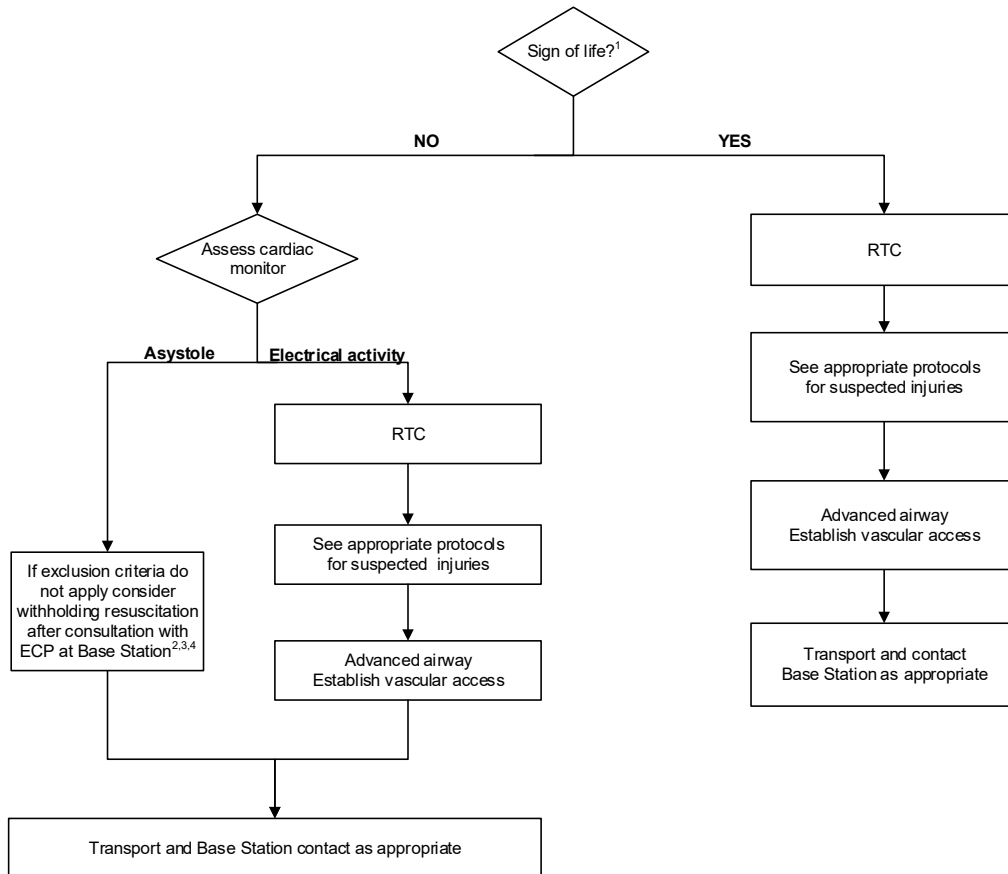 Sign of life?¹
NO
YES
Assess cardiac
monitor
Asystole
Electrical activity
If exclusion criteria do
not apply consider
withholding resuscitation
after consultation with
ECP at Base Station²,³,⁴
RTC
See appropriate protocols
for suspected injuries
Advanced airway
Establish vascular access
Transport and Base Station contact as appropriate
RTC
See appropriate protocols
for suspected injuries
Advanced airway
Establish vascular access
Transport and contact
Base Station as appropriate